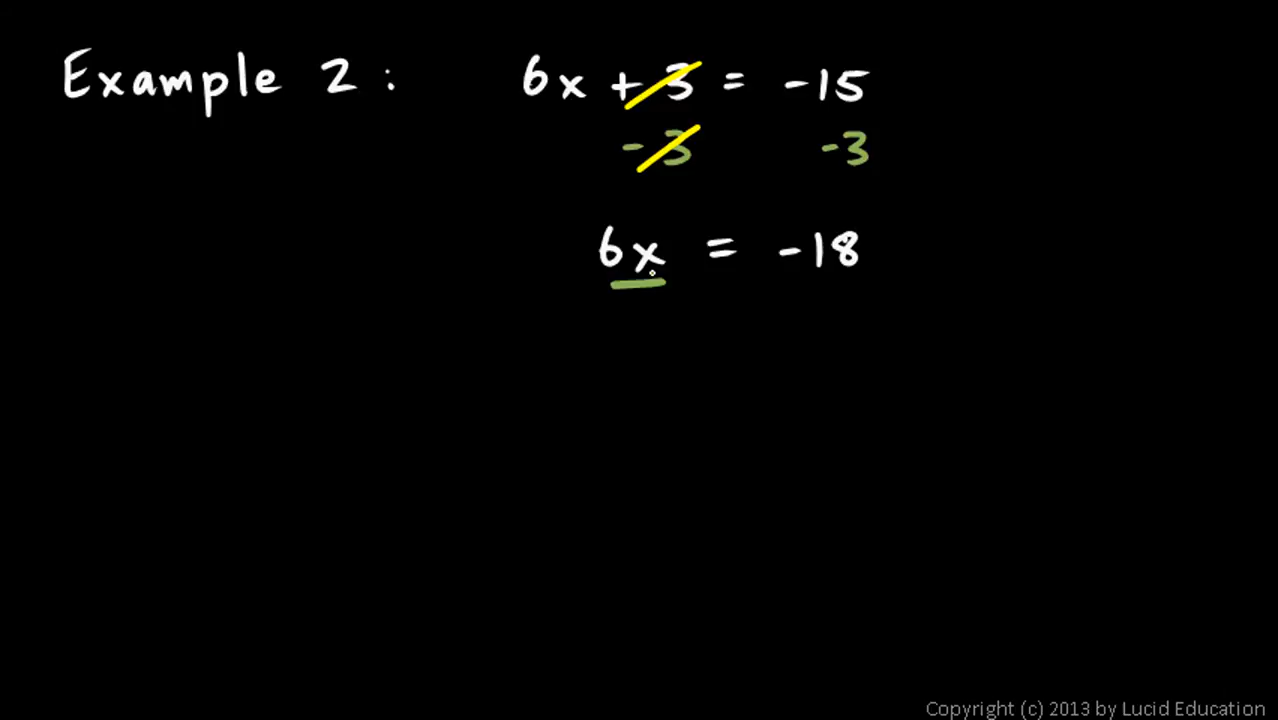 Example 2: 6x + 3 = -15
- 3 -3
6x = -18
Copyright (c) 2013 by Lucid Education